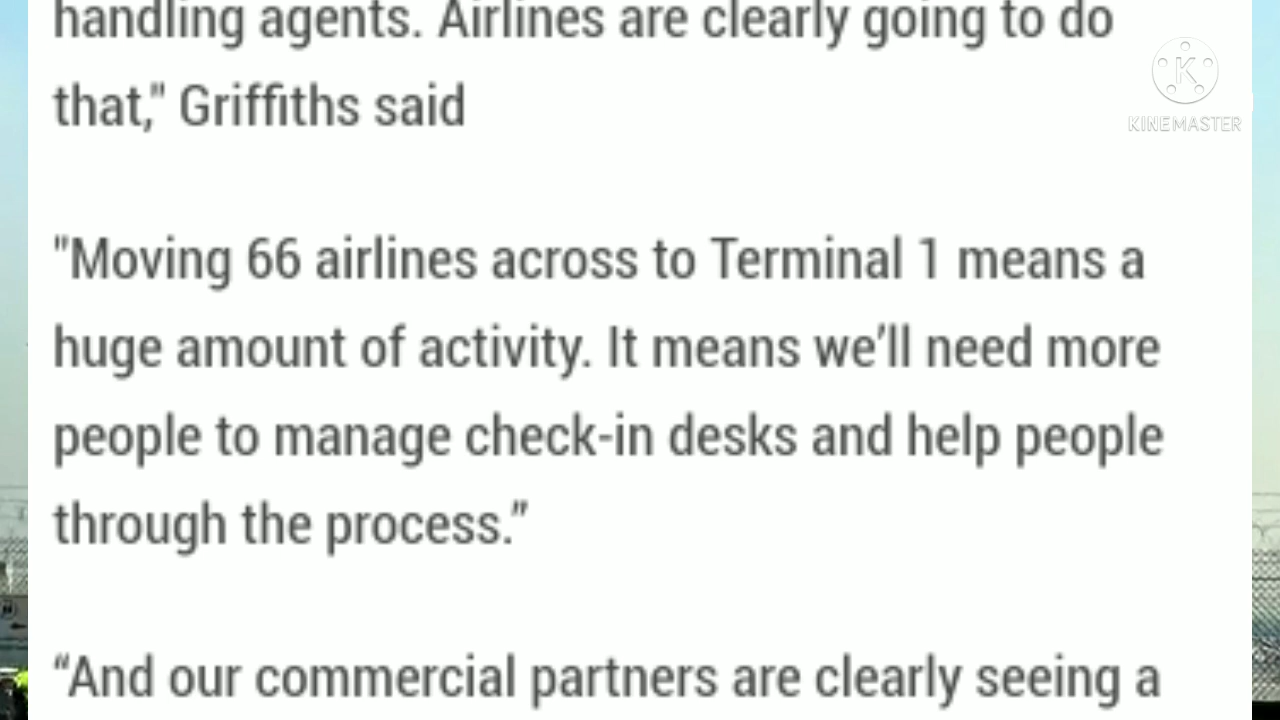 handling agents. Airlines are clearly going to do
that," Griffiths said
K
KINEMASTER
"Moving 66 airlines across to Terminal 1 means a
huge amount of activity. It means we’ll need more
people to manage check-in desks and help people
through the process.”
“And our commercial partners are clearly seeing a